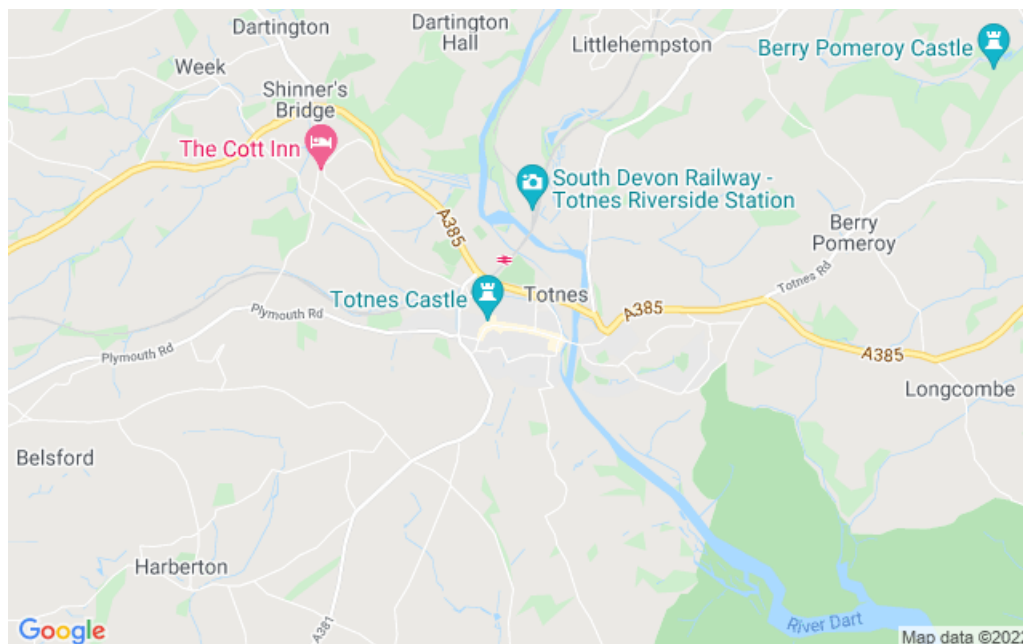 Dartington
Dartington
Hall
Littlehempston
Berry Pomeroy Castle
Week
Shinner's
Bridge
The Cott Inn
South Devon Railway -
Totnes Riverside Station
A385
Berry
Pomeroy
Totnes Rd
Totnes Castle
Totnes
A385
Plymouth Rd
Plymouth Rd
A385
Longcombe
Belsford
Harberton
A381
River Dart
Google
Map data ©202